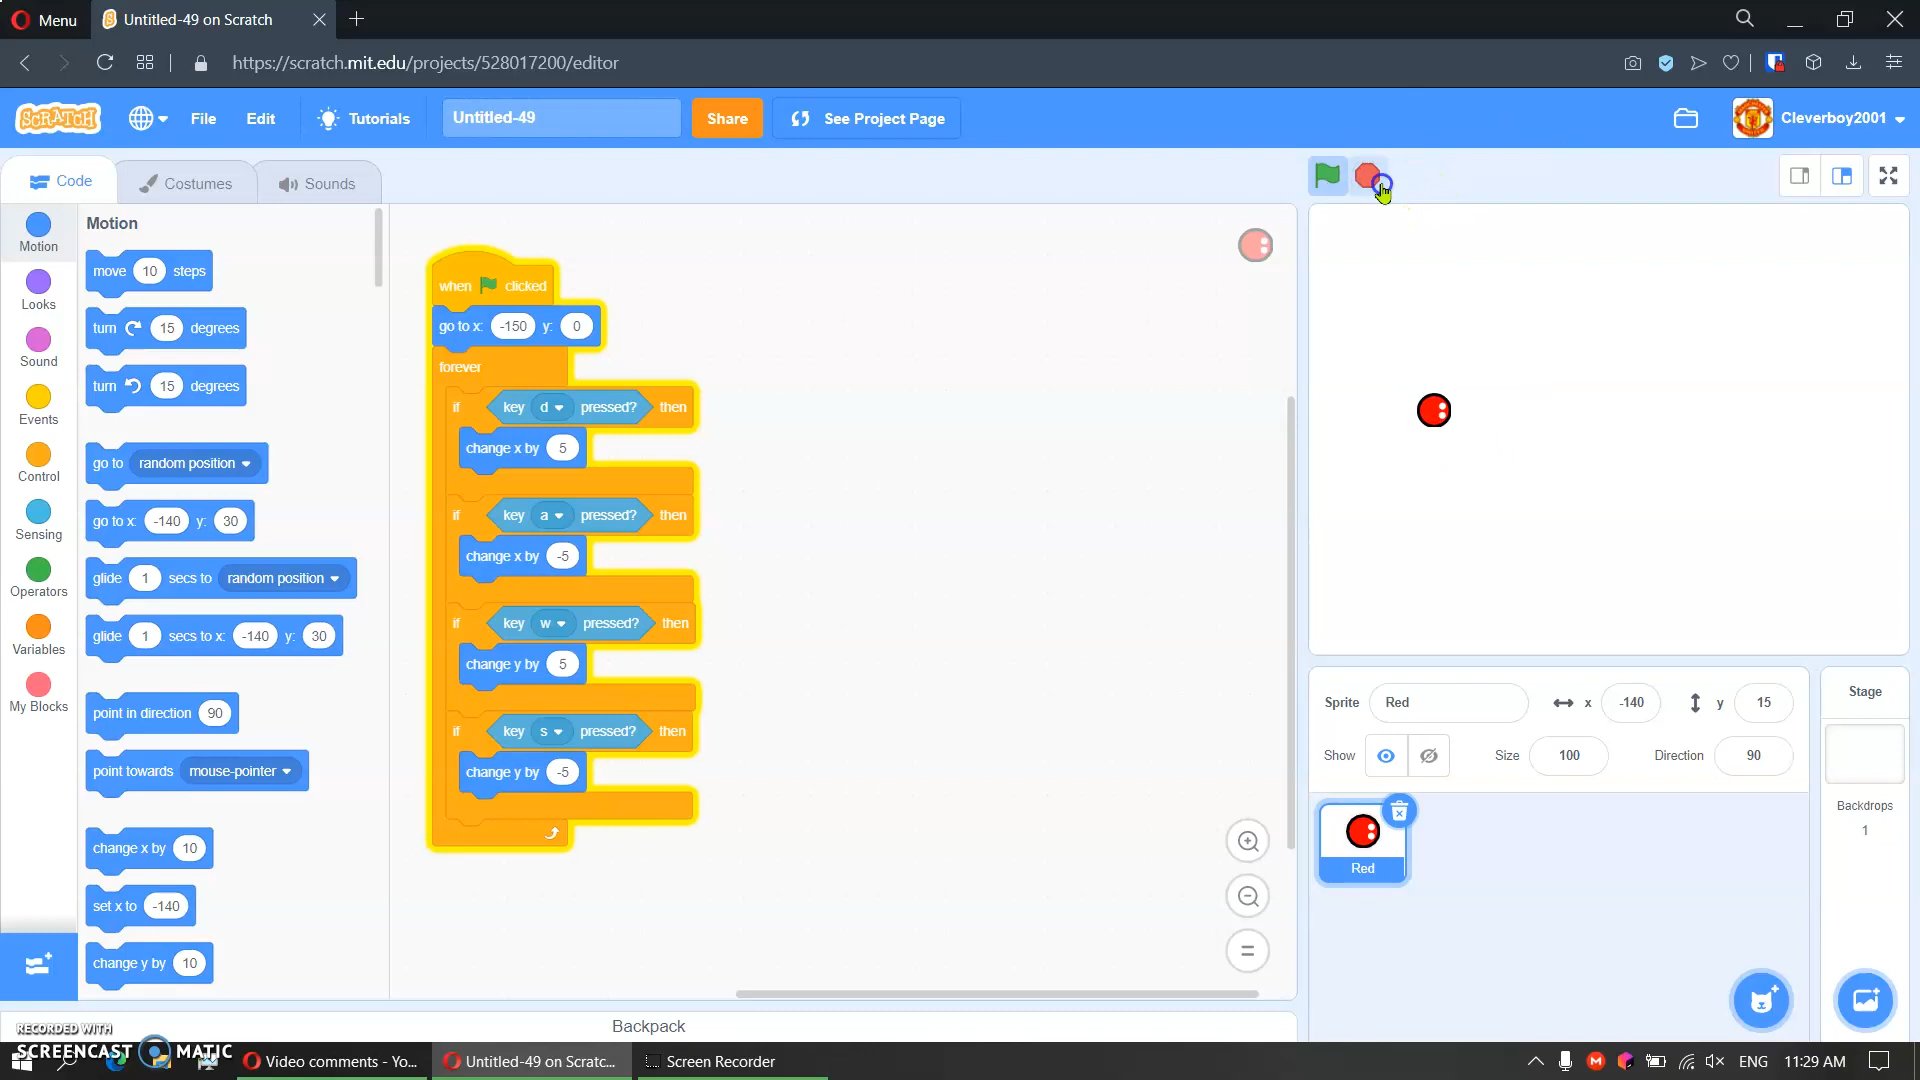 Menu
Untitled-49 on Scratch
https://scratch.mit.edu/projects/528017200/editor
SCRATCH
File
Edit
Tutorials
Untitled-49
Share
See Project Page
Cleverboy2001
Code
Costumes
Sounds
Motion
Looks
Sound
Events
Control
Sensing
Operators
Variables
My Blocks
Motion
move 10 steps
turn 15 degrees
turn 15 degrees
go to random position
go to x: -140 y: 30
glide 1 secs to random position
glide 1 secs to x: -140 y: 30
point in direction 90
point towards mouse-pointer
change x by 10
set x to -140
change y by 10
when clicked
go to x: -150 y: 0
forever
if key d pressed? then
change x by 5
if key a pressed? then
change x by -5
if key w pressed? then
change y by 5
if key s pressed? then
change y by -5
Sprite Red x -140 y 15
Show Size 100 Direction 90
Red
Stage
Backdrops
1
Backpack
RECORDED WITH
SCREENCAST MATIC
Video comments - Yo...
Untitled-49 on Scratc...
Screen Recorder
ENG
11:29 AM